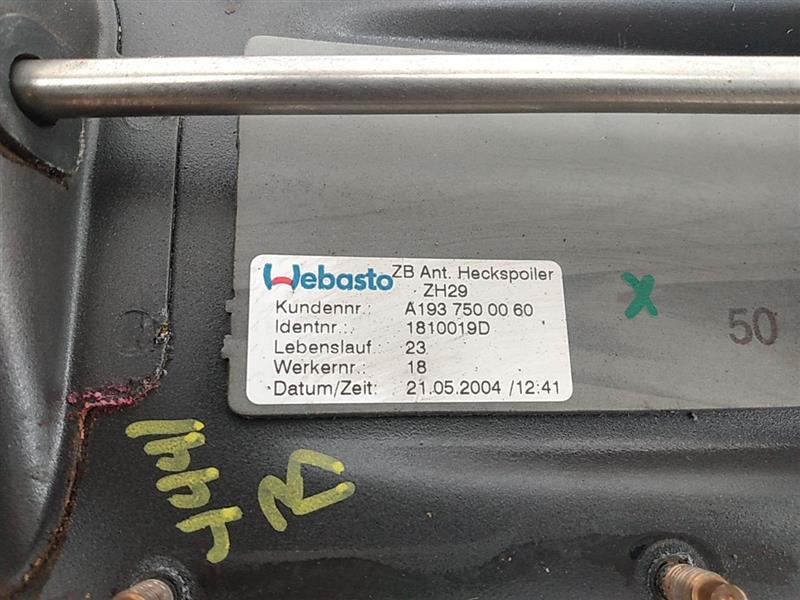 Webasto ZB Ant. Heckspoiler
ZH29
Kundennr.: A193 750 00 60
Identnr.: 1810019D
Lebenslauf: 23
Werkernr.: 18
Datum/Zeit: 21.05.2004 /12:41
X
50